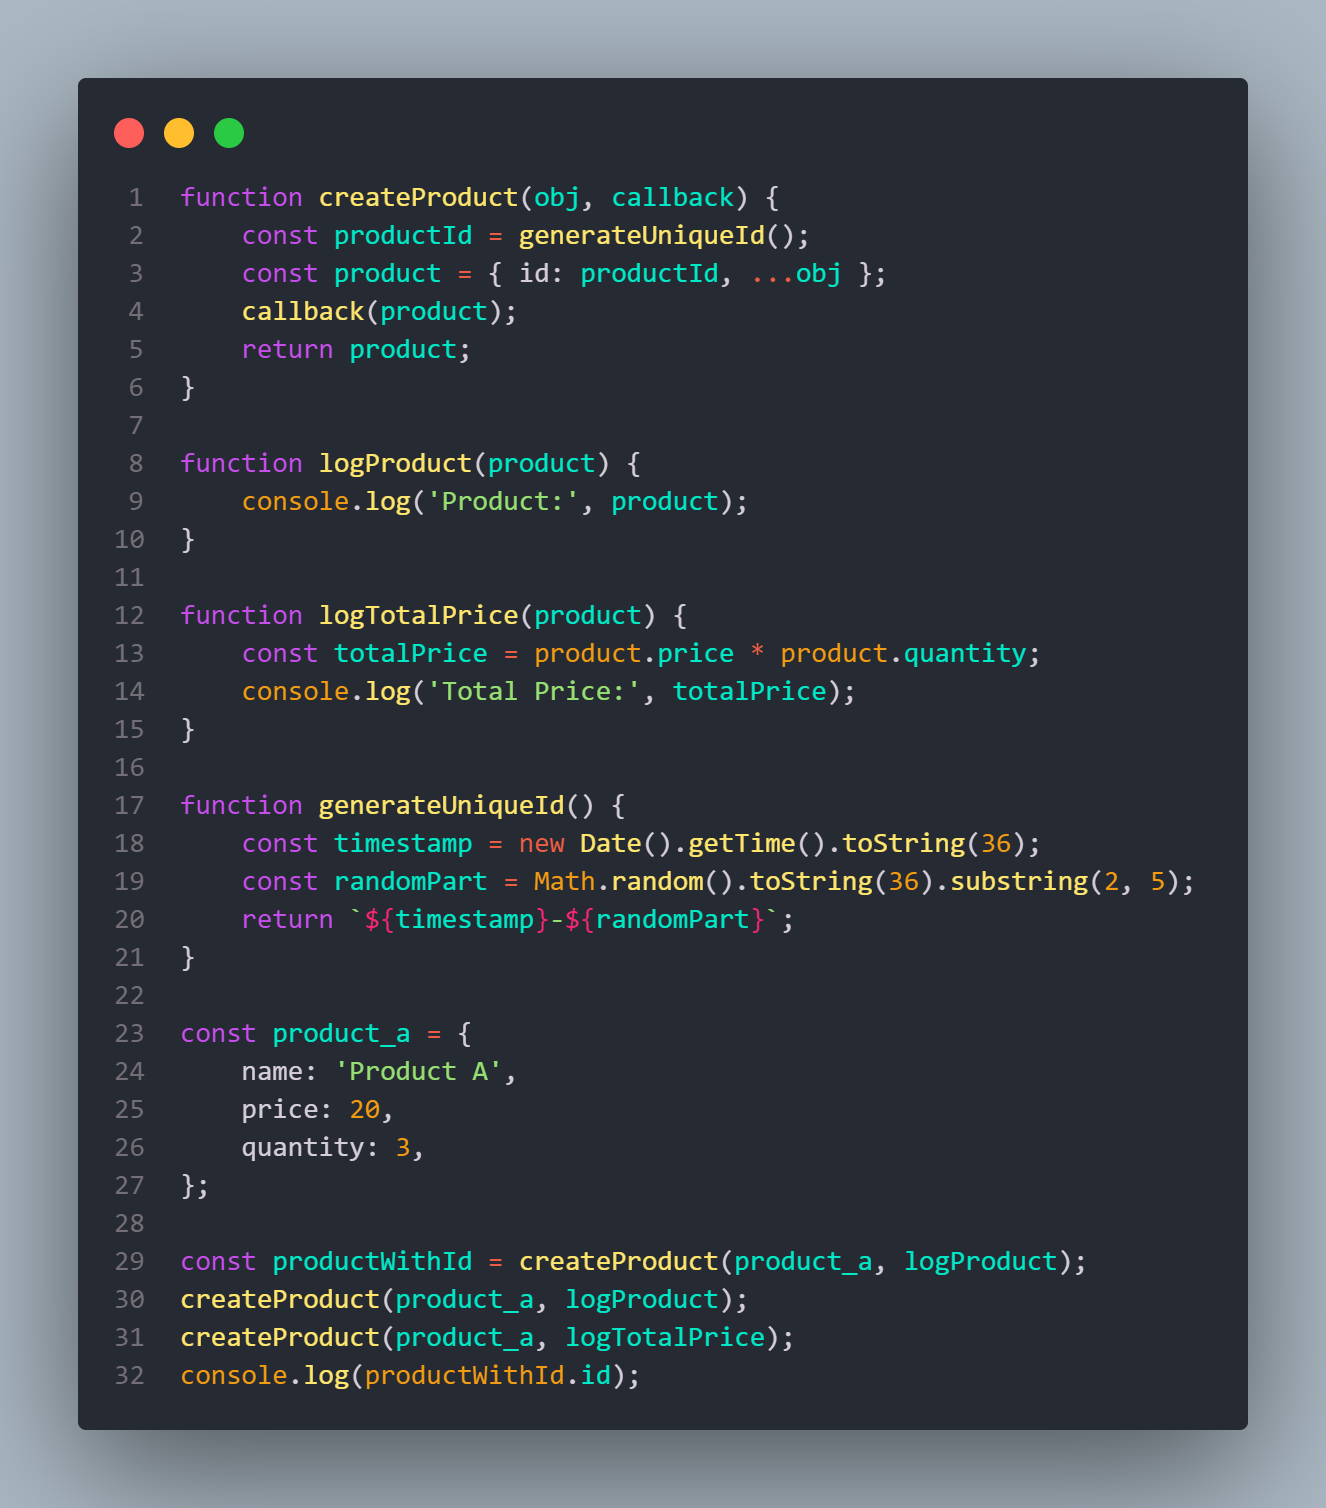 1 function createProduct(obj, callback) {
2     const productId = generateUniqueId();
3     const product = { id: productId, ...obj };
4     callback(product);
5     return product;
6 }
7
8 function logProduct(product) {
9     console.log('Product:', product);
10 }
11
12 function logTotalPrice(product) {
13     const totalPrice = product.price * product.quantity;
14     console.log('Total Price:', totalPrice);
15 }
16
17 function generateUniqueId() {
18     const timestamp = new Date().getTime().toString(36);
19     const randomPart = Math.random().toString(36).substring(2, 5);
20     return `${timestamp}-${randomPart}`;
21 }
22
23 const product_a = {
24     name: 'Product A',
25     price: 20,
26     quantity: 3,
27 };
28
29 const productWithId = createProduct(product_a, logProduct);
30 createProduct(product_a, logProduct);
31 createProduct(product_a, logTotalPrice);
32 console.log(productWithId.id);